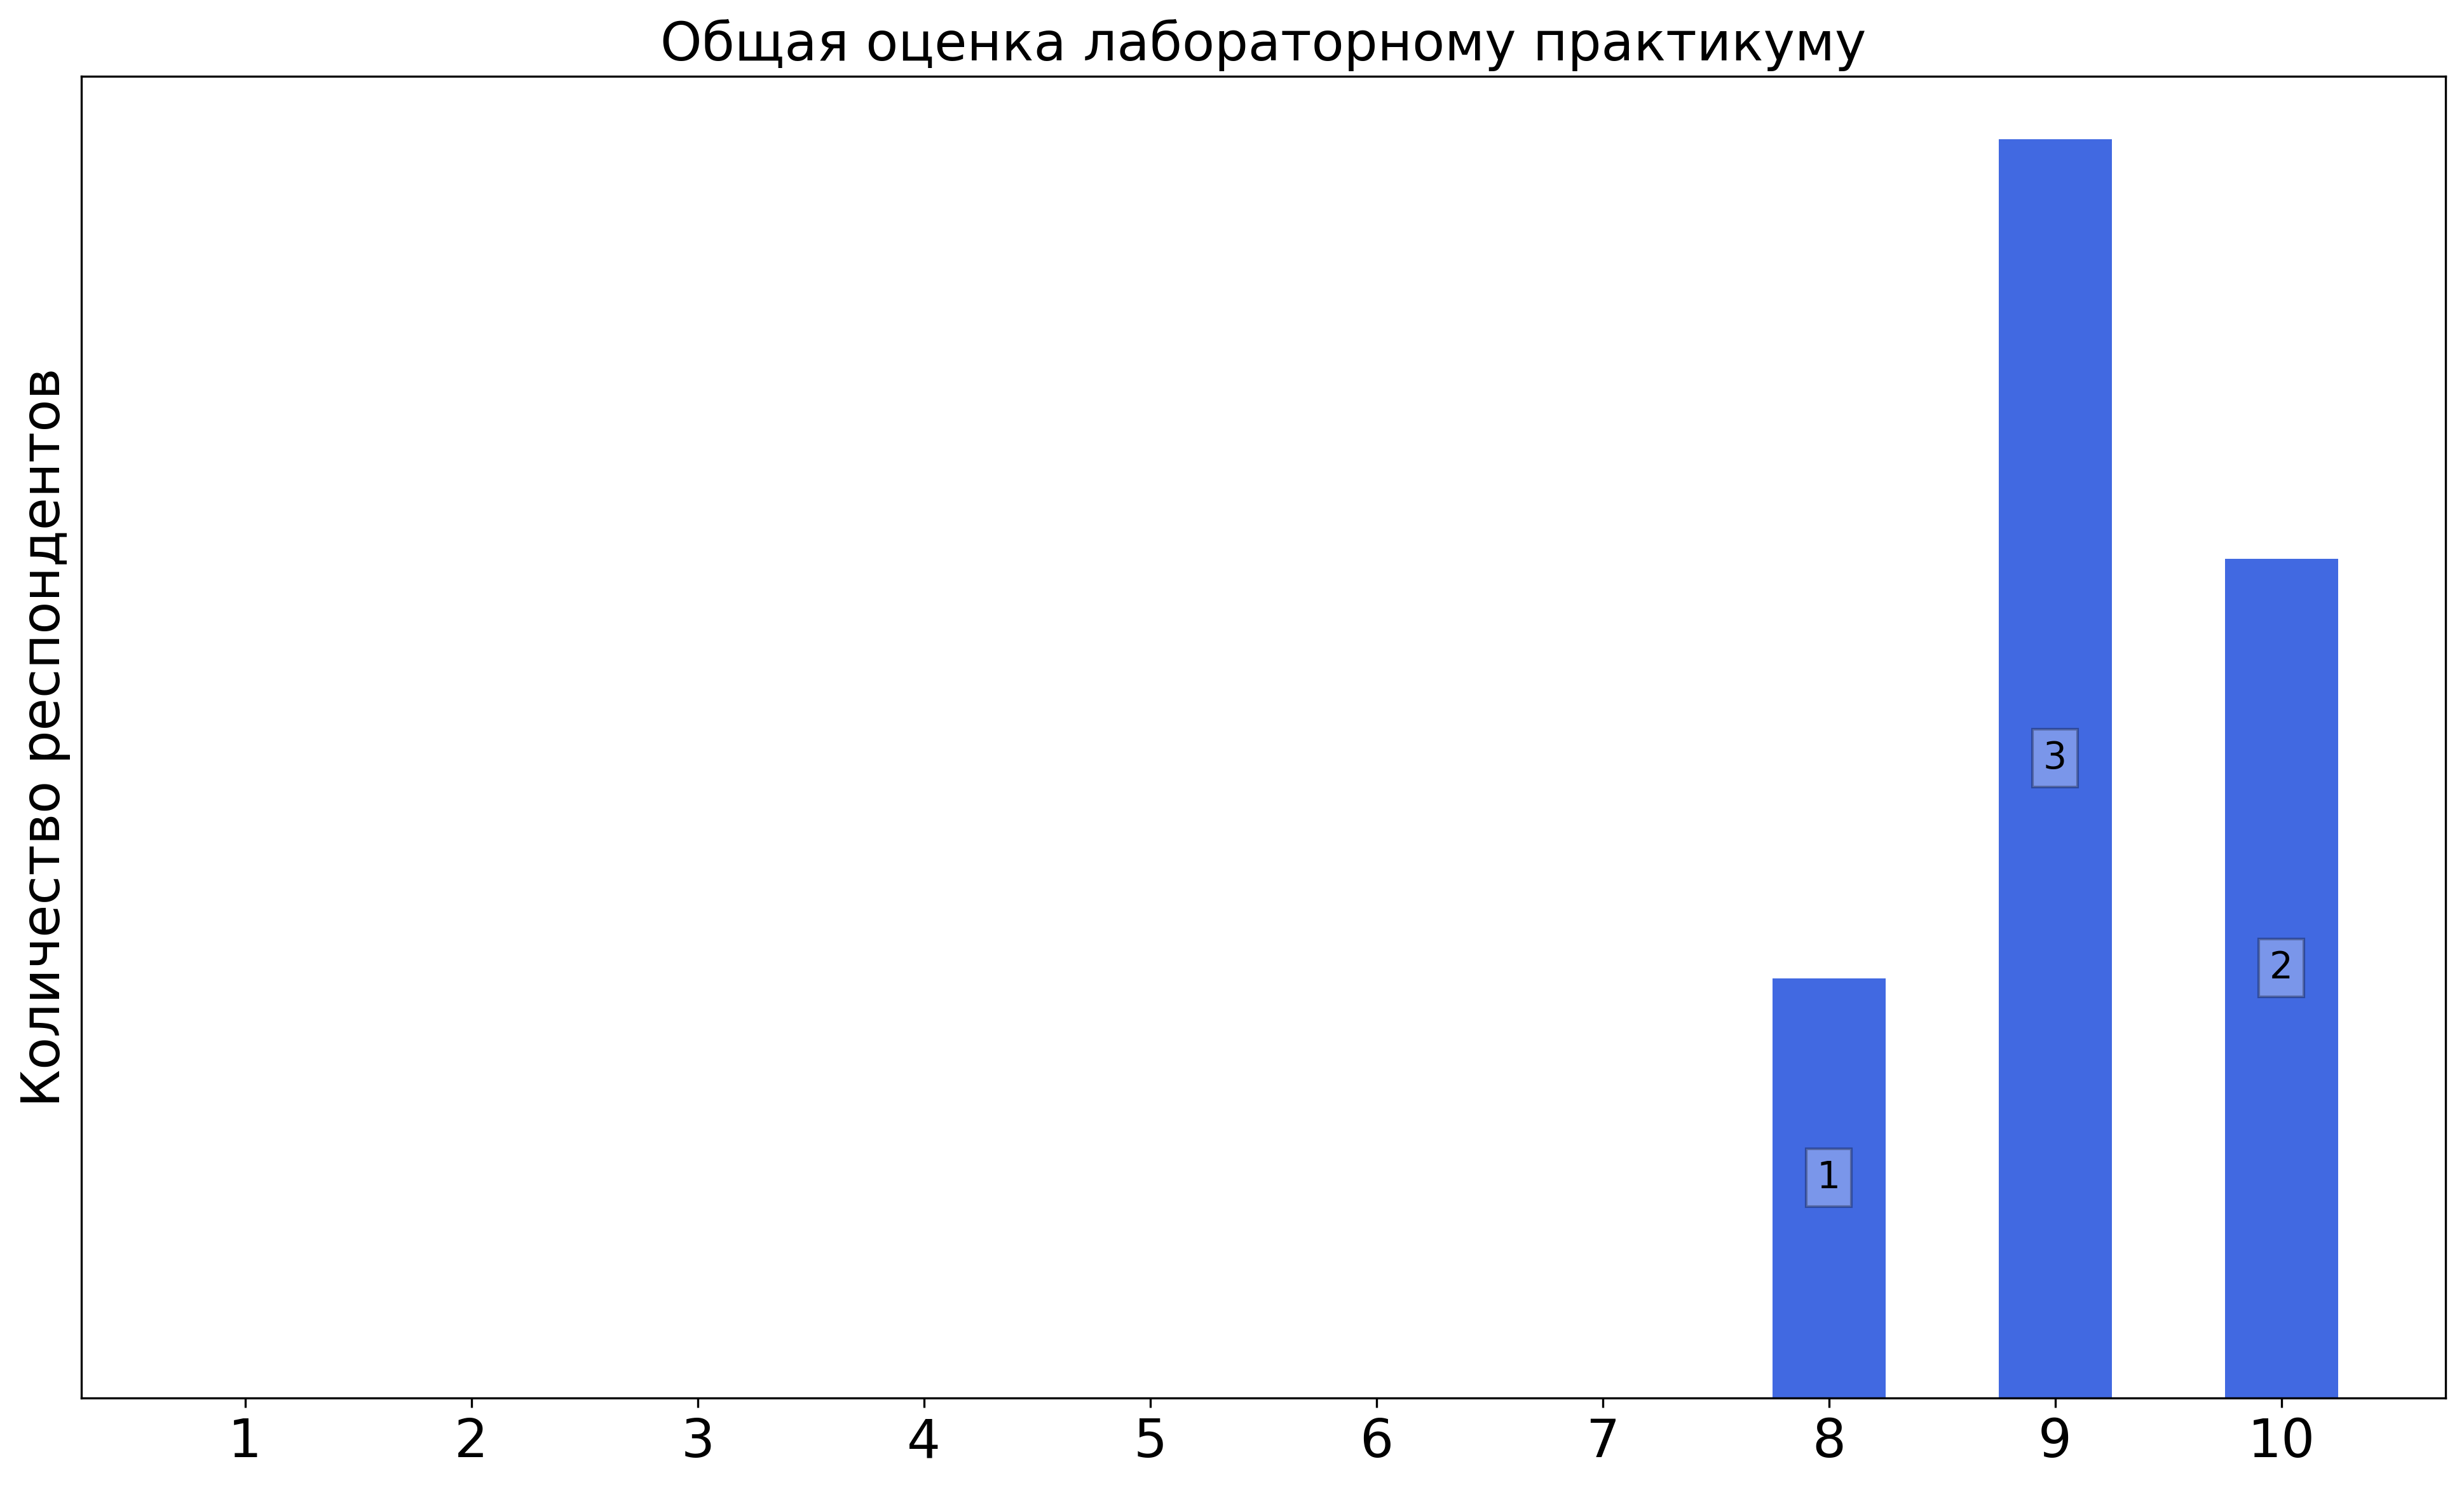 Общая оценка лабораторному практикуму
Количество респондентов
3
2
1
1 2 3 4 5 6 7 8 9 10